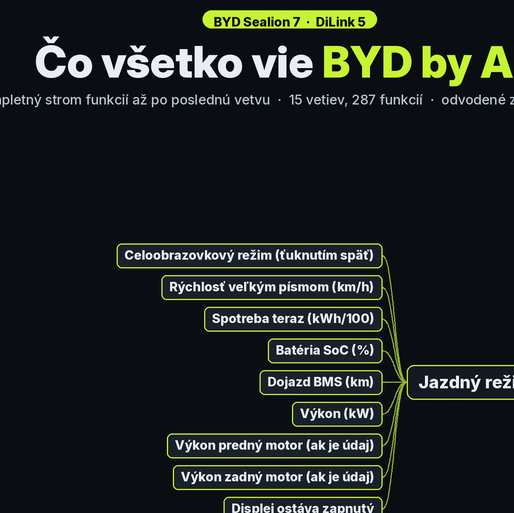 BYD Sealion 7 · DiLink 5
Čo všetko vie BYD by A
pletný strom funkcií až po poslednú vetvu · 15 vetiev, 287 funkcií · odvodené z
Celoobrazovkový režim (ťuknutím späť)
Rýchlosť veľkým písmom (km/h)
Spotreba teraz (kWh/100)
Batéria SoC (%)
Dojazd BMS (km)
Jazdný reži
Výkon (kW)
Výkon predný motor (ak je údaj)
Výkon zadný motor (ak je údaj)
Displej ostáva zapnutý